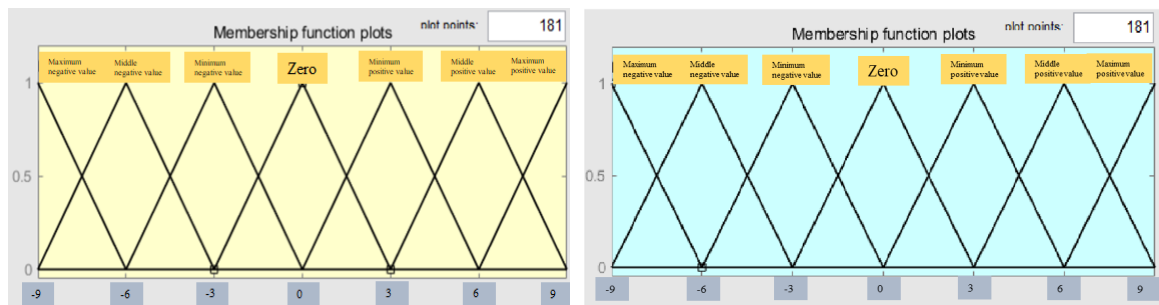 Membership function plots
plot points: 181
Maximum negative value
Middle negative value
Minimum negative value
Zero
Minimum positive value
Middle positive value
Maximum positive value
1
0.5
0
-9 -6 -3 0 3 6 9
Membership function plots
plot points: 181
Maximum negative value
Middle negative value
Minimum negative value
Zero
Minimum positive value
Middle positive value
Maximum positive value
1
0.5
0
-9 -6 -3 0 3 6 9